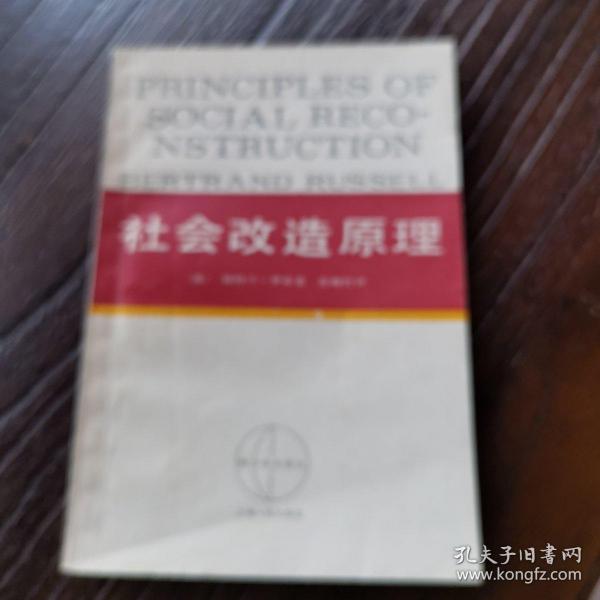 PRINCIPLES OF
SOCIAL RECO-
NSTRUCTION
BERTRAND RUSSELL
社会改造原理
孔夫子旧书网
www.kongfz.com